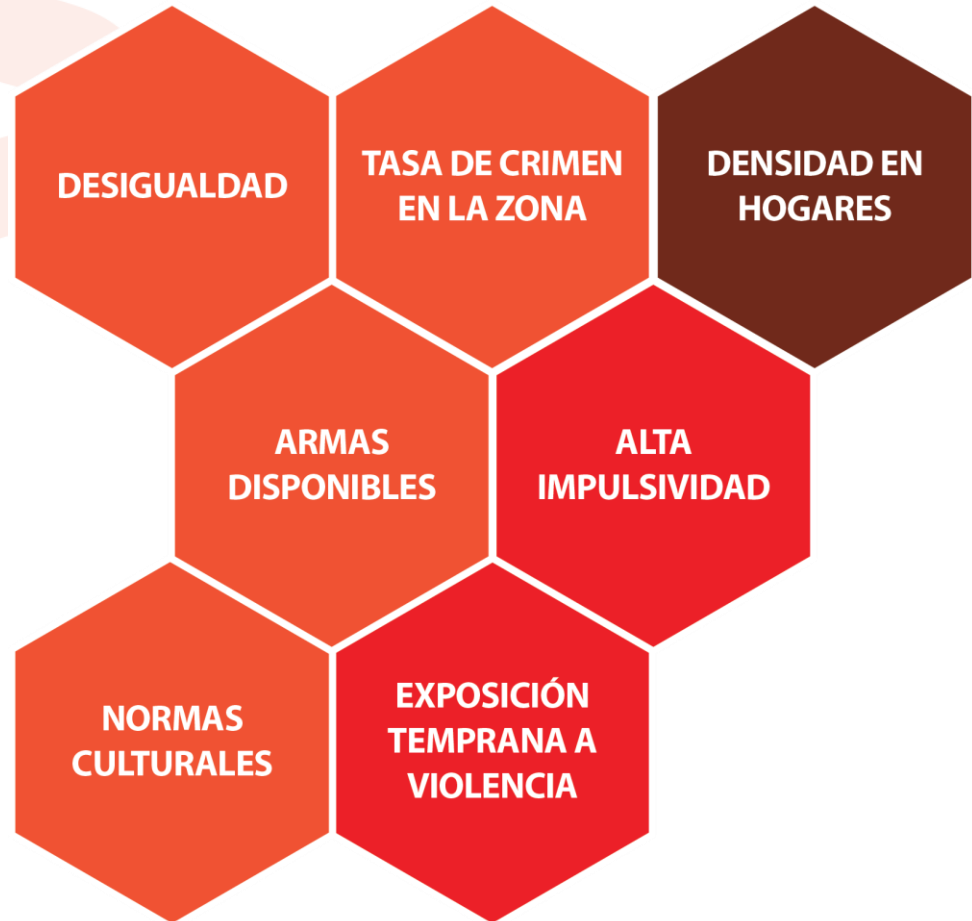 DESIGUALDAD
TASA DE CRIMEN
EN LA ZONA
DENSIDAD EN
HOGARES
ARMAS
DISPONIBLES
ALTA
IMPULSIVIDAD
NORMAS
CULTURALES
EXPOSICIÓN
TEMPRANA A
VIOLENCIA